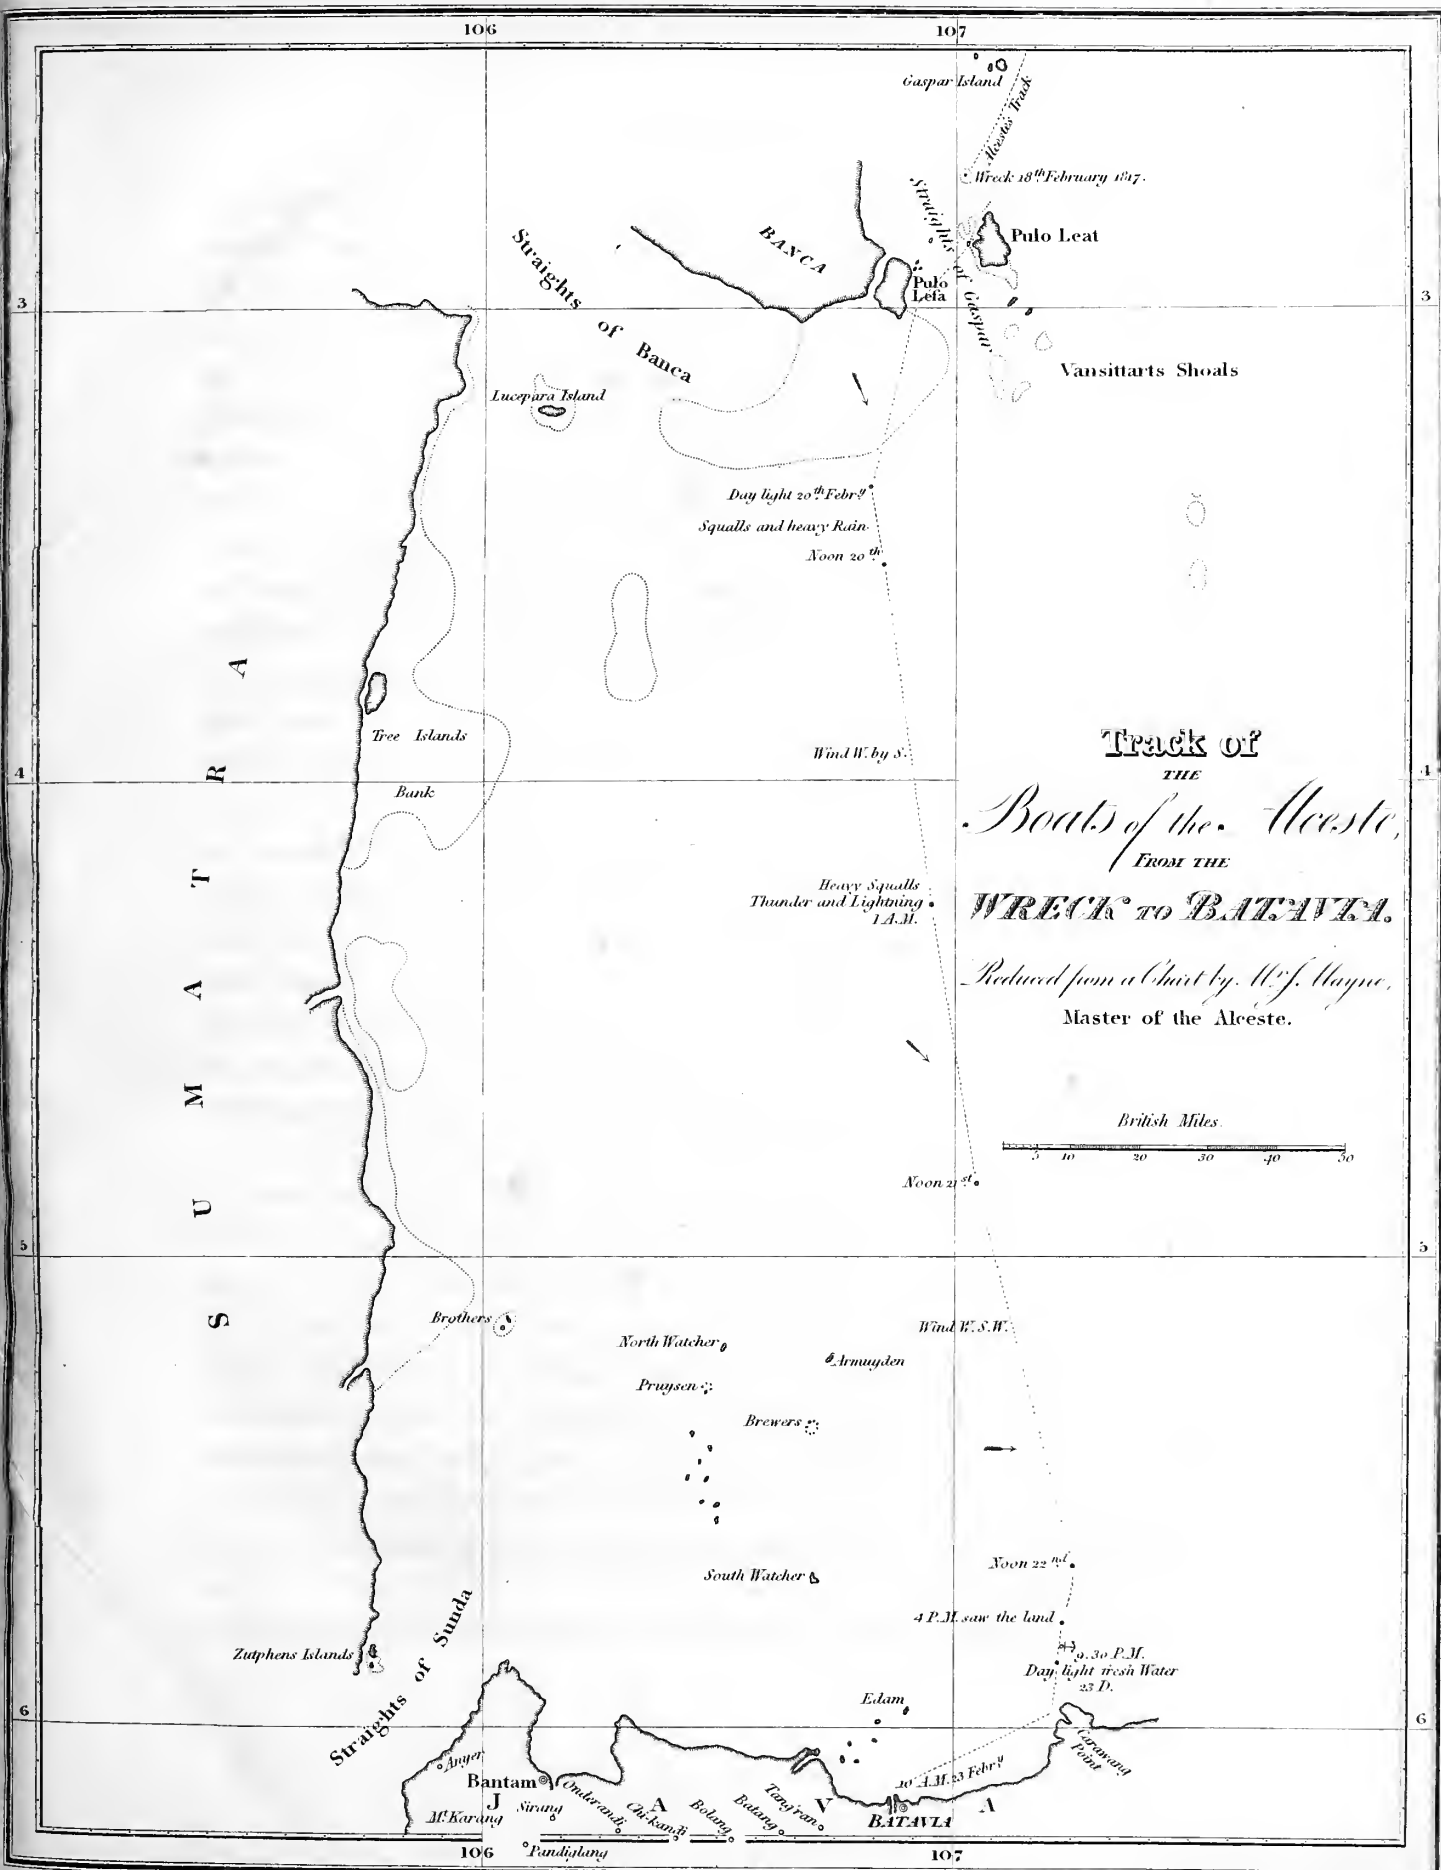 106
107
Gaspar Island
Alceste's Track
Wreck 18th February 1817.
Straights of Gaspar
BANCA
Pulo Leat
Straights of Banca
Pulo
Lefa
3
3
Vansittarts Shoals
Lucepara Island
Day light 20th Febry
Squalls and heavy Rain
Noon 20th
SUMATRA
Tree Islands
Wind W. by S.
4
4
Bank
Track of
THE
Boats of the Alceste,
FROM THE
WRECK TO BATAVIA.
Reduced from a Chart by Mr. J. Mayne,
Master of the Alceste.
Heavy Squalls
Thunder and Lightning
1 A.M.
British Miles.
5 10 20 30 40 50
Noon 21st
5
5
Brothers
Wind W.S.W.
North Watcher
Armuyden
Pruysen
Brewers
South Watcher
Noon 22nd
4 P.M. saw the land
9.30 P.M.
Day light fresh Water
23 D.
Zutphens Islands
Straights of Sunda
Edam
6
6
Carawang
Point
10 A.M. 23 Febry
Anyer
Bantam
JAVA
Mt. Karang
Sirang
Onderandi
Chi-kandi
Bolang
Batang
Tang'ran
BATAVIA
Pandiglang
106
107